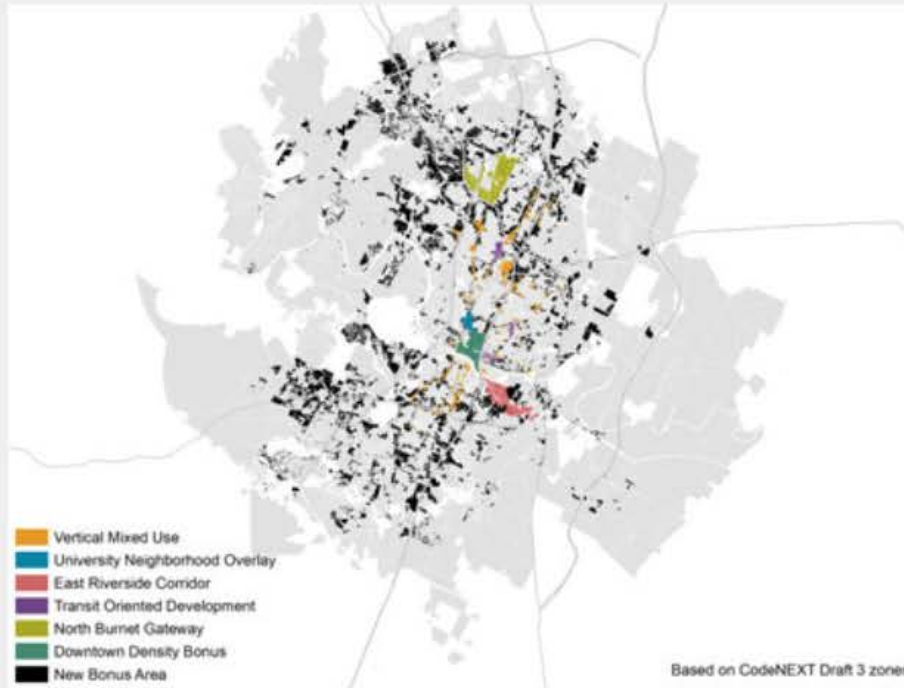 Vertical Mixed Use
University Neighborhood Overlay
East Riverside Corridor
Transit Oriented Development
North Burnet Gateway
Downtown Density Bonus
New Bonus Area
Based on CodeNEXT Draft 3 zones